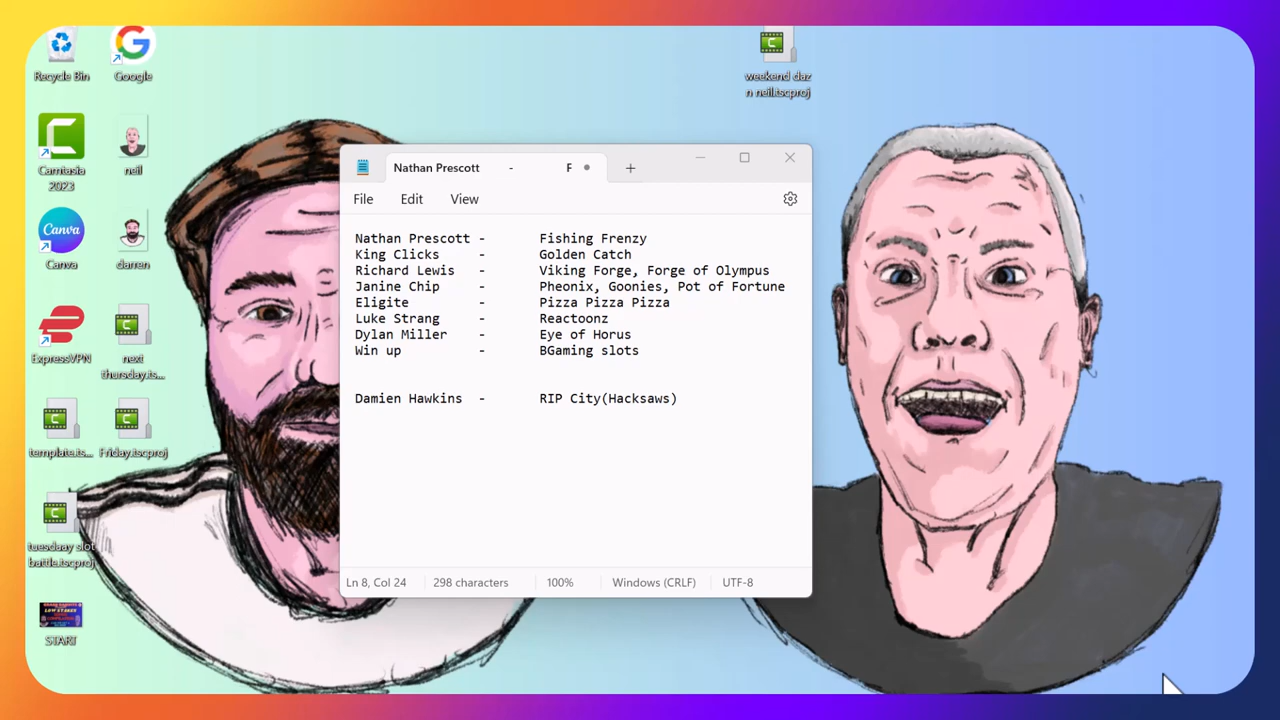 Recycle Bin
Google
weekend daz
n neil.tscproj
Camtasia
2023
neil
Canva
Canva
darren
ExpressVPN
next
thursday.ts...
template.ts...
Friday.tscproj
tuesdaay slot
battle.tscproj
START
Nathan Prescott - F
File Edit View
Nathan Prescott - Fishing Frenzy
King Clicks - Golden Catch
Richard Lewis - Viking Forge, Forge of Olympus
Janine Chip - Pheonix, Goonies, Pot of Fortune
Eligite - Pizza Pizza Pizza
Luke Strang - Reactoonz
Dylan Miller - Eye of Horus
Win up - BGaming slots
Damien Hawkins - RIP City(Hacksaws)
Ln 8, Col 24 298 characters 100% Windows (CRLF) UTF-8